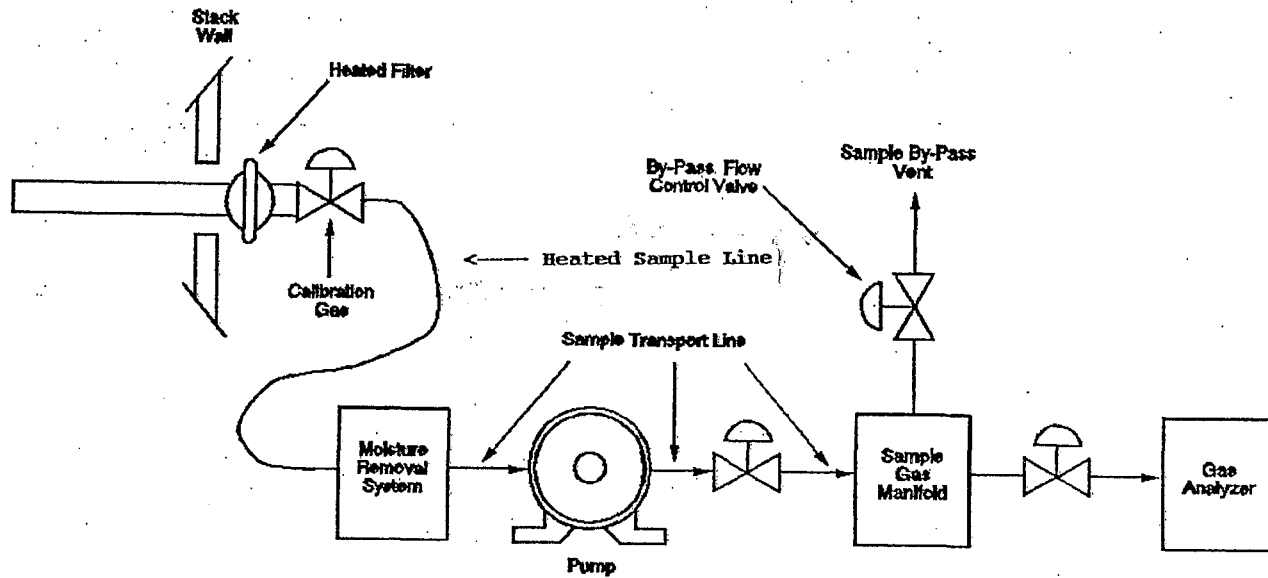 Stack
Wall
Heated Filter
By-Pass Flow
Control Valve
Sample By-Pass
Vent
Heated Sample Line
Calibration
Gas
Sample Transport Line
Moisture
Removal
System
Sample
Gas
Manifold
Gas
Analyzer
Pump